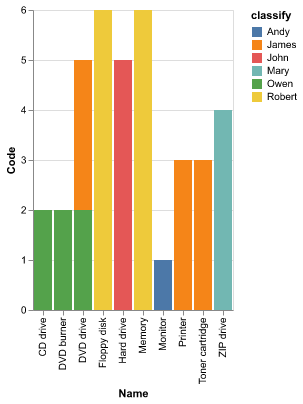 classify
Andy
James
John
Mary
Owen
Robert
6
5
4
3
2
1
0
Code
CD drive
DVD burner
DVD drive
Floppy disk
Hard drive
Memory
Monitor
Printer
Toner cartridge
ZIP drive
Name